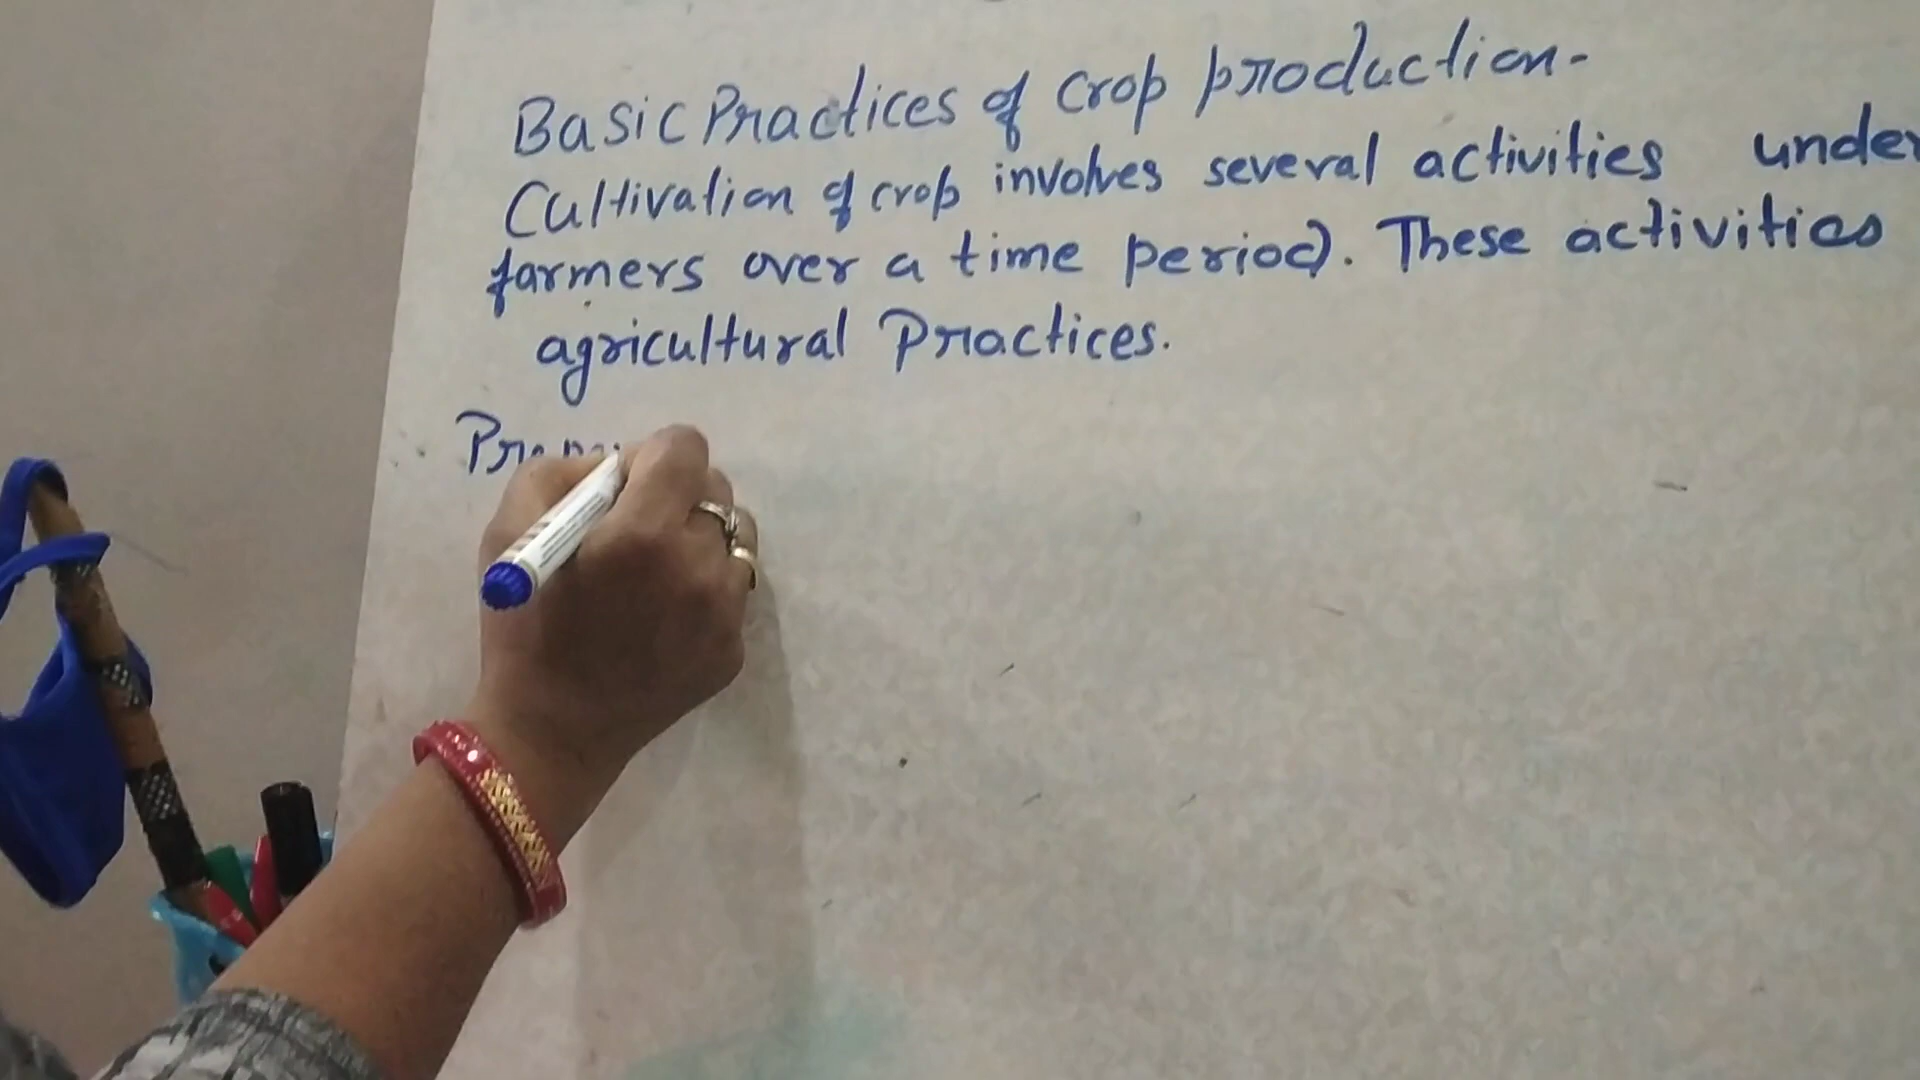 Basic Practices of crop production-
Cultivation of crop involves several activities under
farmers over a time period. These activities
agricultural Practices.